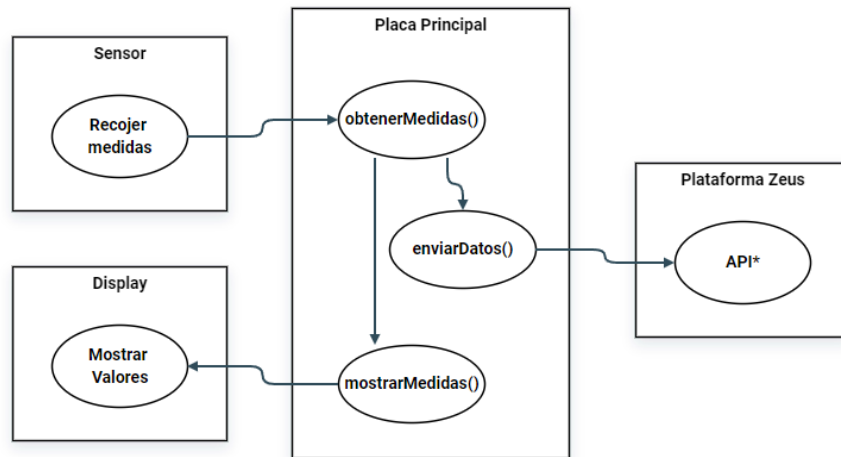 Placa Principal
Sensor
Recojer
medidas
obtenerMedidas()
Plataforma Zeus
enviarDatos()
API*
Display
Mostrar
Valores
mostrarMedidas()